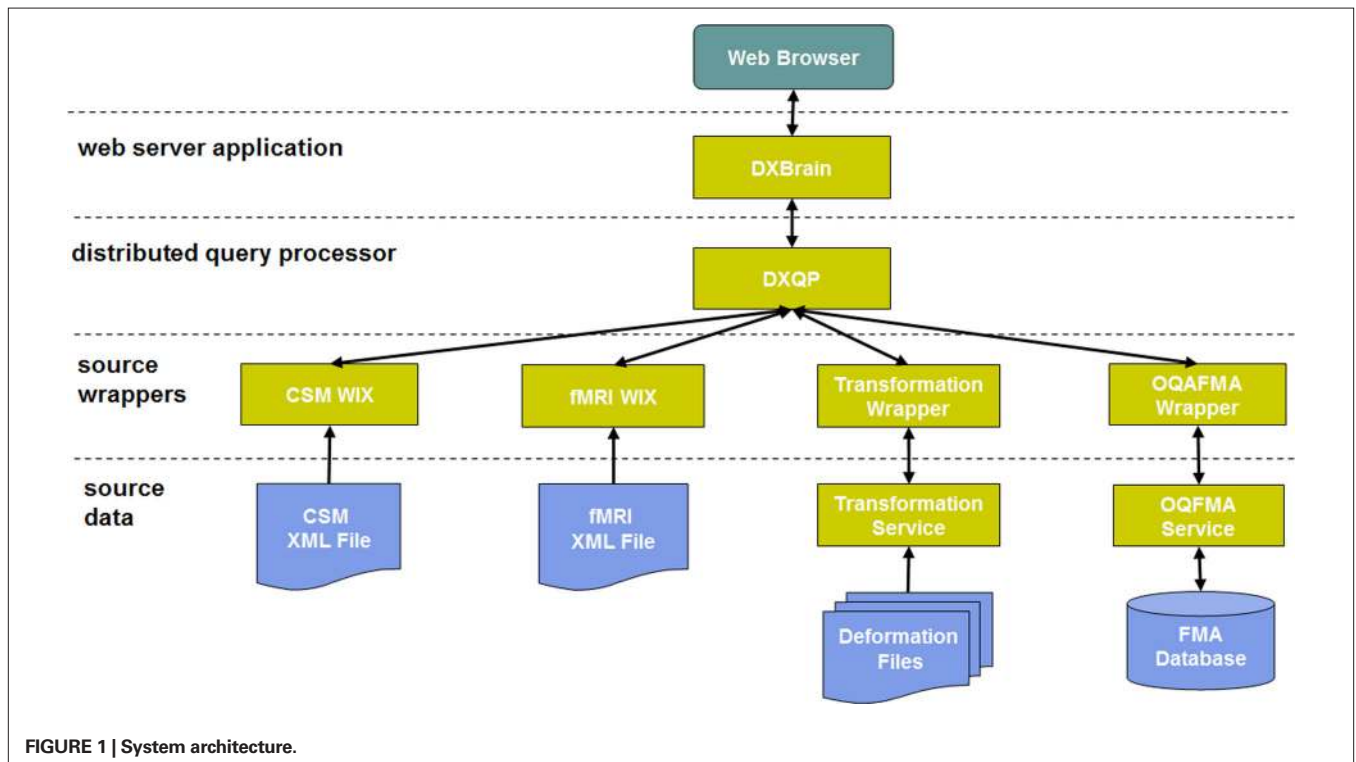 Web Browser
web server application
DXBrain
distributed query processor
DXQP
source
wrappers
CSM WIX
fMRI WIX
Transformation
Wrapper
OQAFMA
Wrapper
source
data
CSM
XML File
fMRI
XML File
Transformation
Service
OQFMA
Service
Deformation
Files
FMA
Database
FIGURE 1 | System architecture.